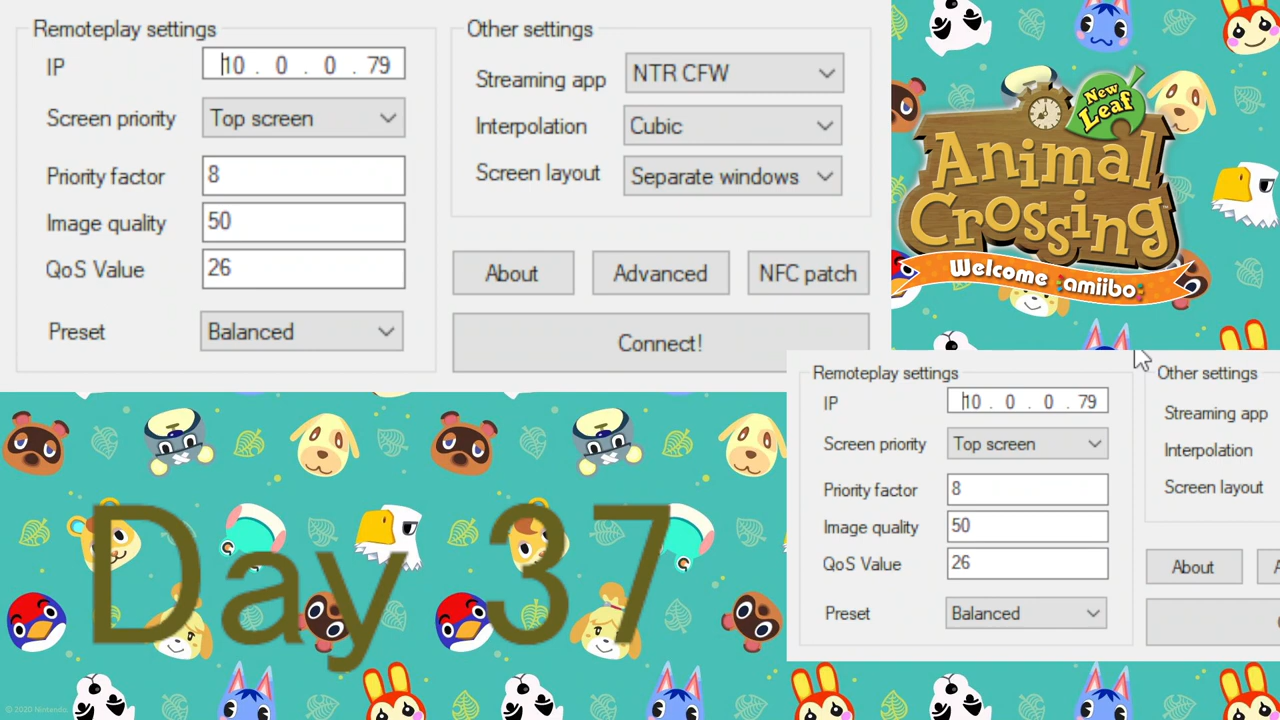 Remoteplay settings
IP 10 . 0 . 0 . 79
Screen priority Top screen
Priority factor 8
Image quality 50
QoS Value 26
Preset Balanced
Other settings
Streaming app NTR CFW
Interpolation Cubic
Screen layout Separate windows
About Advanced NFC patch
Connect!
New
Leaf
Animal
Crossing
Welcome amiibo
Remoteplay settings
IP 10 . 0 . 0 . 79
Screen priority Top screen
Priority factor 8
Image quality 50
QoS Value 26
Preset Balanced
Other settings
Streaming app
Interpolation
Screen layout
About
Day 37
© 2020 Nintendo